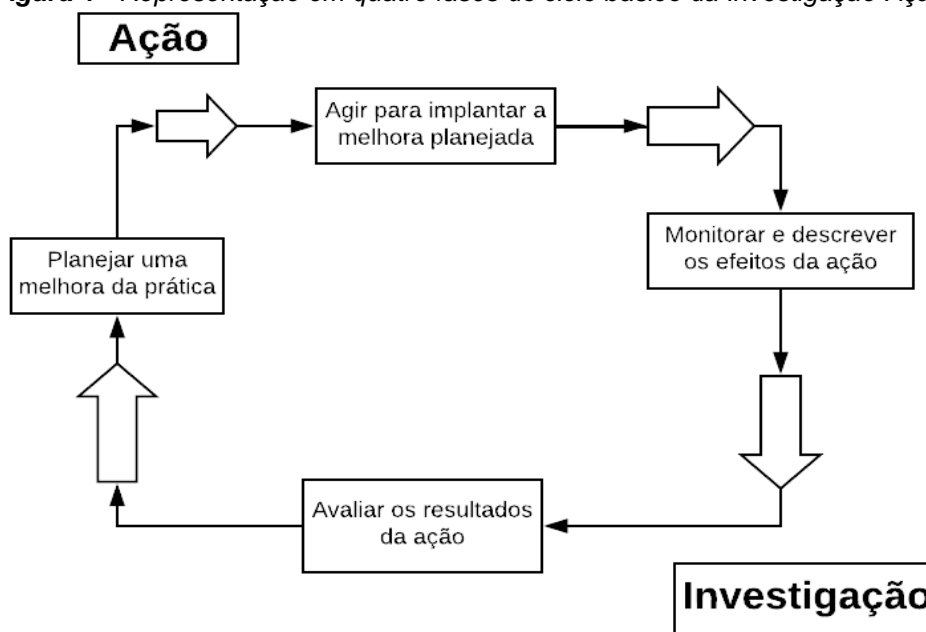 Ação
Agir para implantar a
melhora planejada
Monitorar e descrever
os efeitos da ação
Planejar uma
melhora da prática
Avaliar os resultados
da ação
Investigação